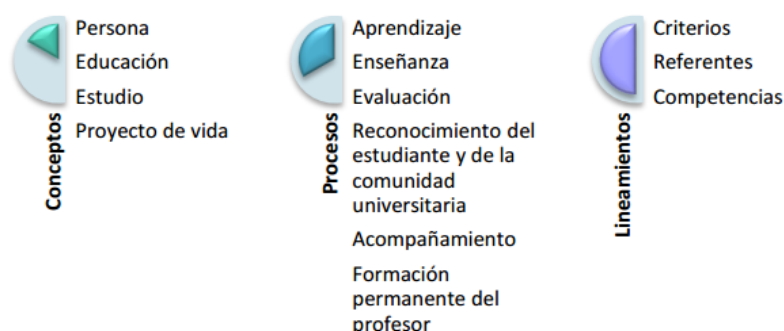 Conceptos
Persona
Educación
Estudio
Proyecto de vida
Procesos
Aprendizaje
Enseñanza
Evaluación
Reconocimiento del
estudiante y de la
comunidad
universitaria
Acompañamiento
Formación
permanente del
profesor
Lineamientos
Criterios
Referentes
Competencias